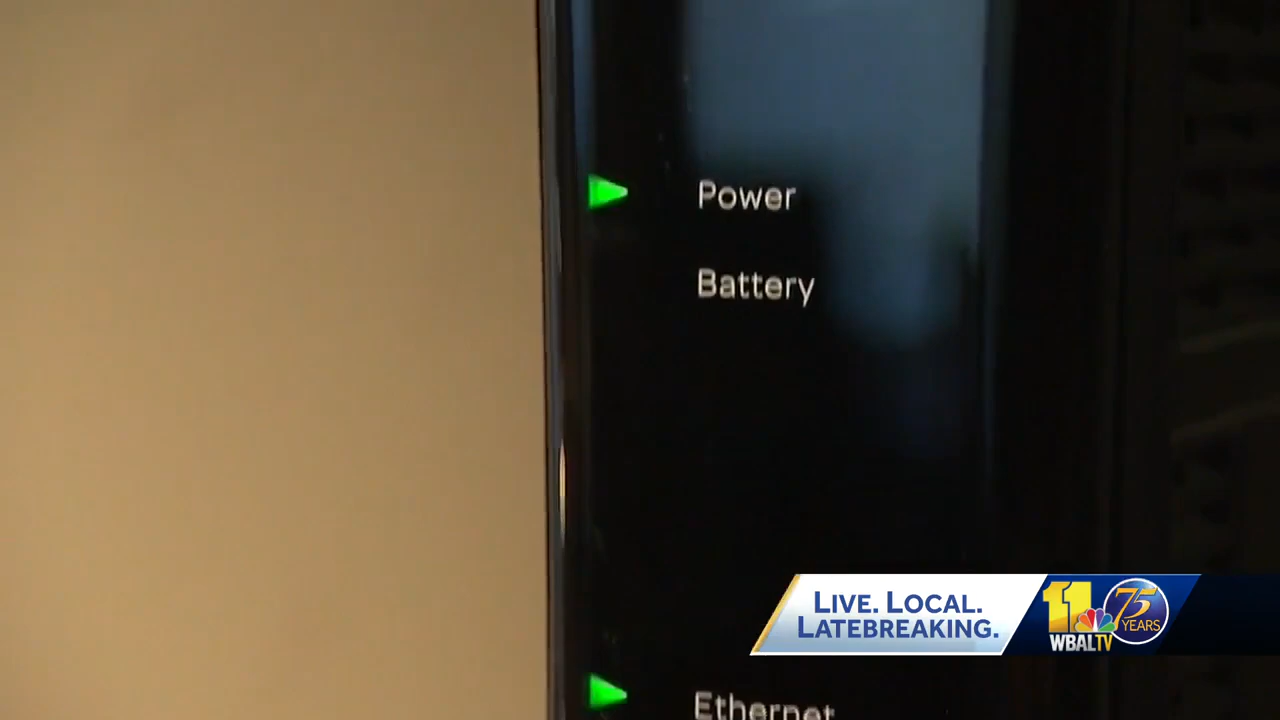 Power
Battery
LIVE. LOCAL.
LATEBREAKING.
11
75
YEARS
WBALTV
Ethernet